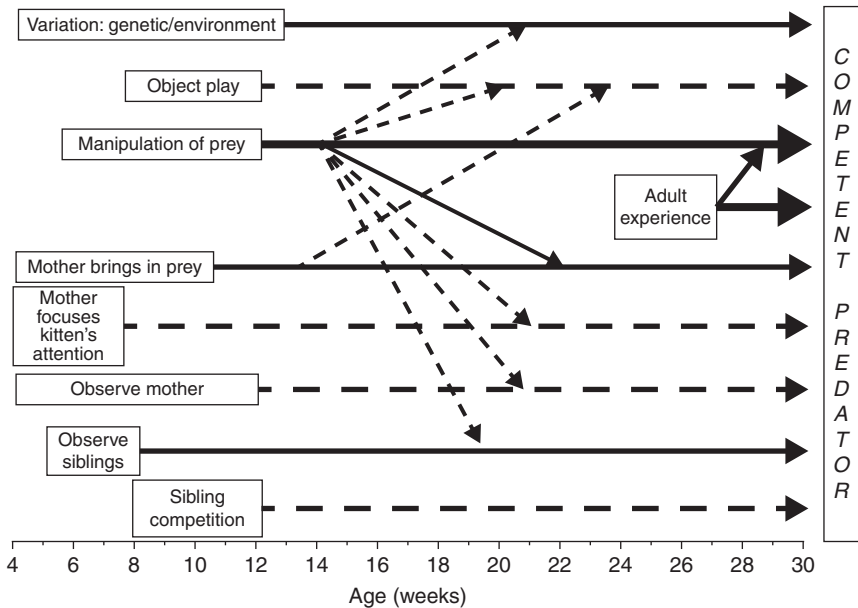 Variation: genetic/environment
Object play
Manipulation of prey
Adult
experience
Mother brings in prey
Mother
focuses
kitten's
attention
Observe mother
Observe
siblings
Sibling
competition
COMPETENT PREDATOR
4 6 8 10 12 14 16 18 20 22 24 26 28 30
Age (weeks)